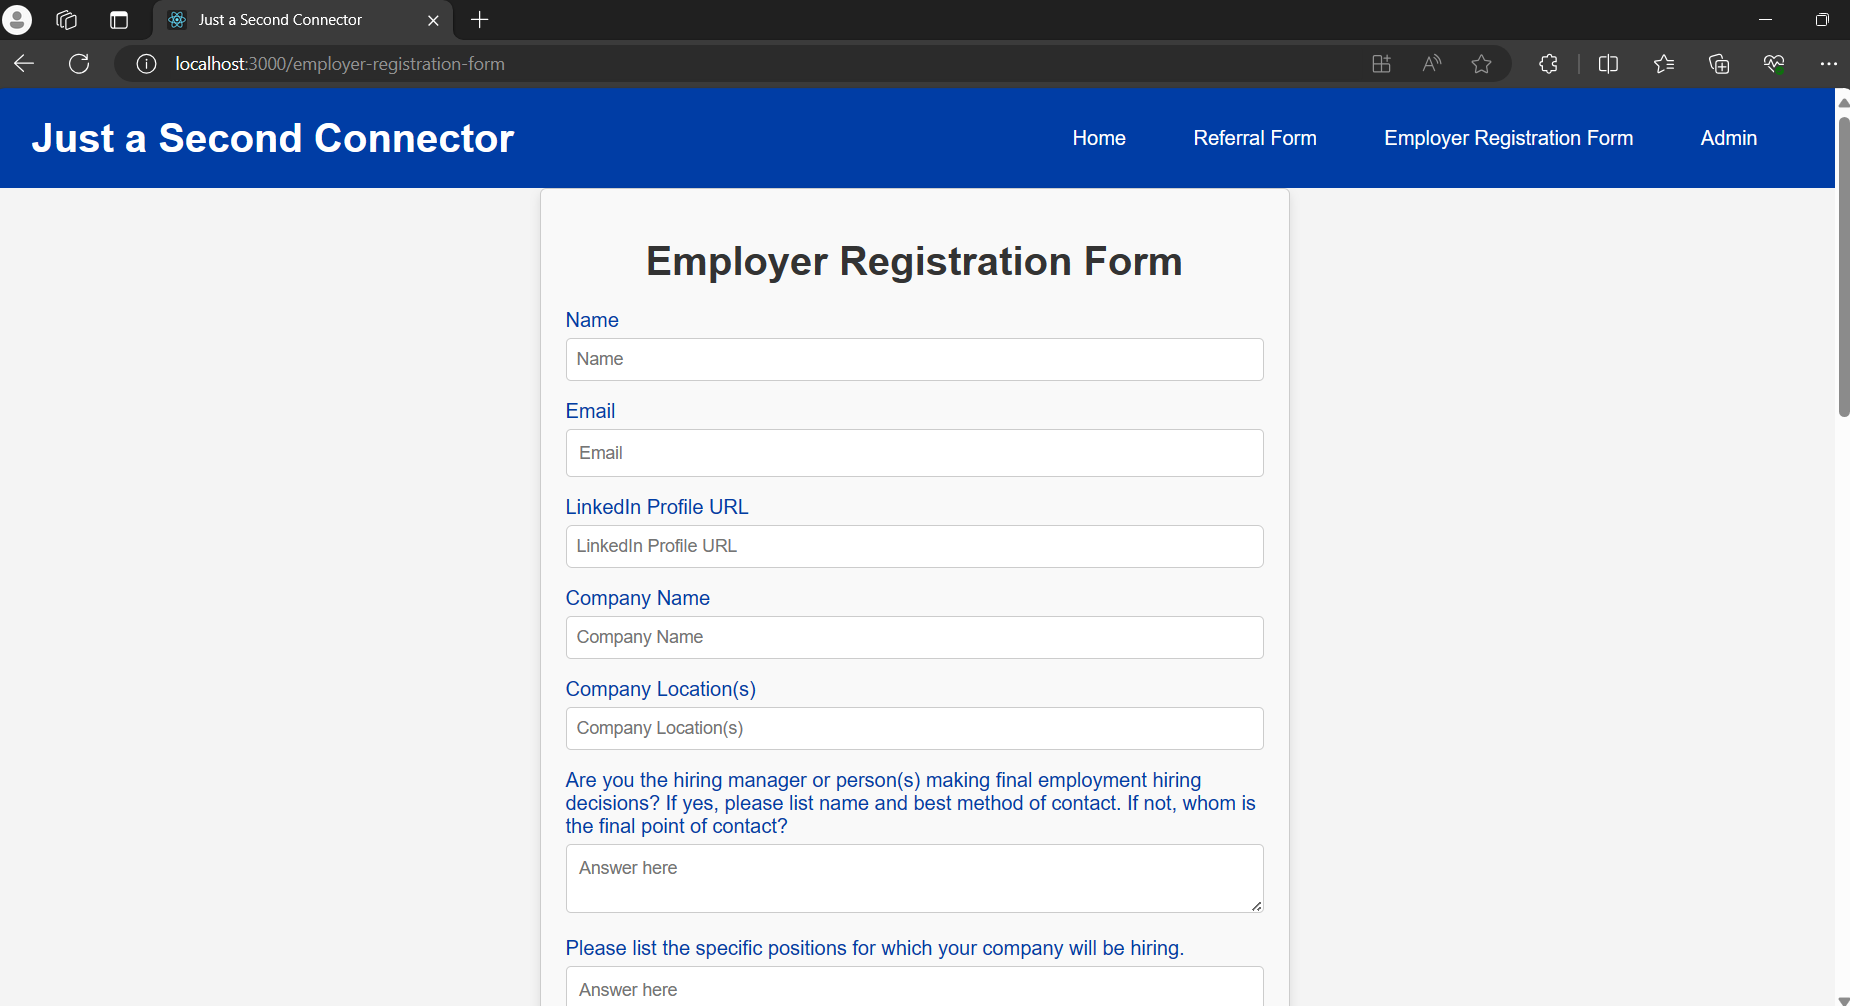 Just a Second Connector
localhost:3000/employer-registration-form
Just a Second Connector
Home
Referral Form
Employer Registration Form
Admin
Employer Registration Form
Name
Name
Email
Email
LinkedIn Profile URL
LinkedIn Profile URL
Company Name
Company Name
Company Location(s)
Company Location(s)
Are you the hiring manager or person(s) making final employment hiring
decisions? If yes, please list name and best method of contact. If not, whom is
the final point of contact?
Answer here
Please list the specific positions for which your company will be hiring.
Answer here